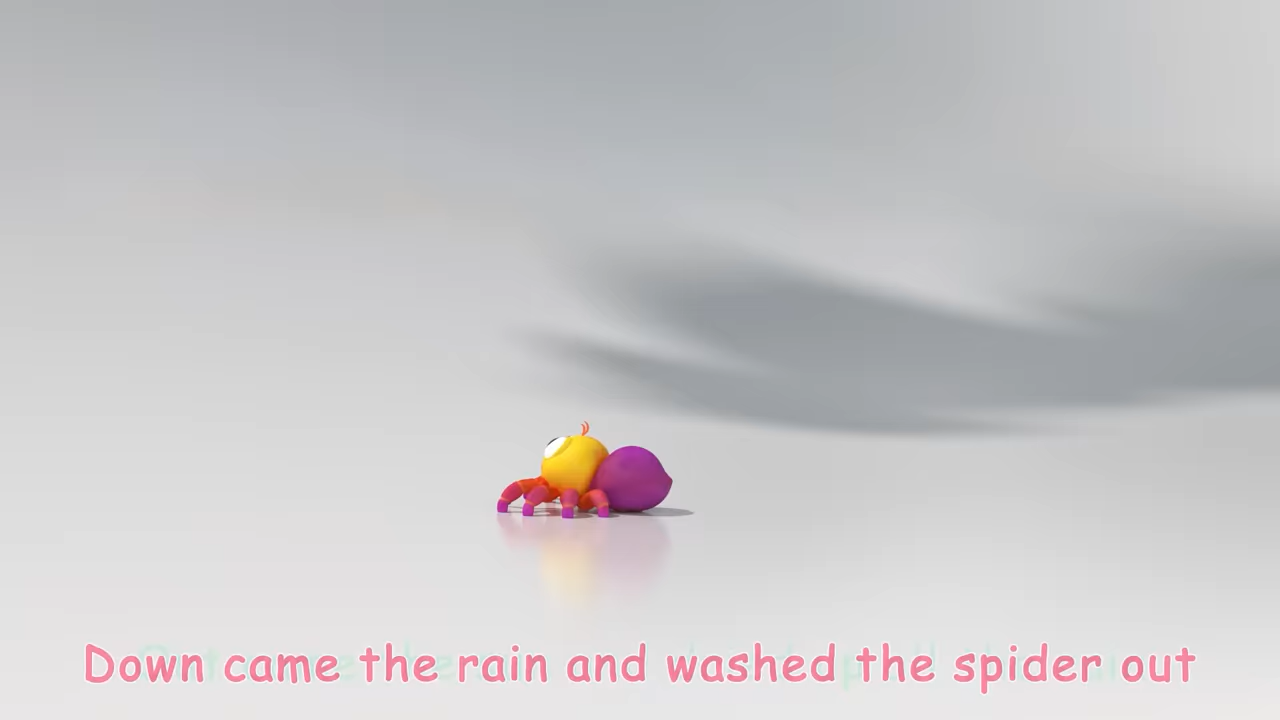 Down came the rain and washed the spider out